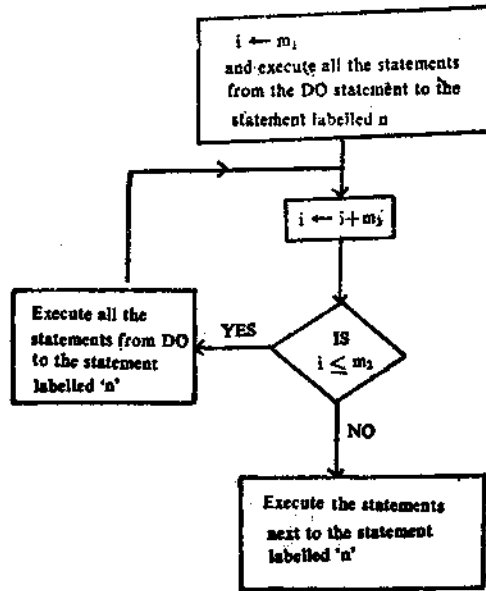 i ← m₁
and execute all the statements
from the DO statement to the
statement labelled n
i ← i+m₃
Execute all the
statements from DO
to the statement
labelled ‘n’
YES
IS
i ≤ m₂
NO
Execute the statements
next to the statement
labelled ‘n’